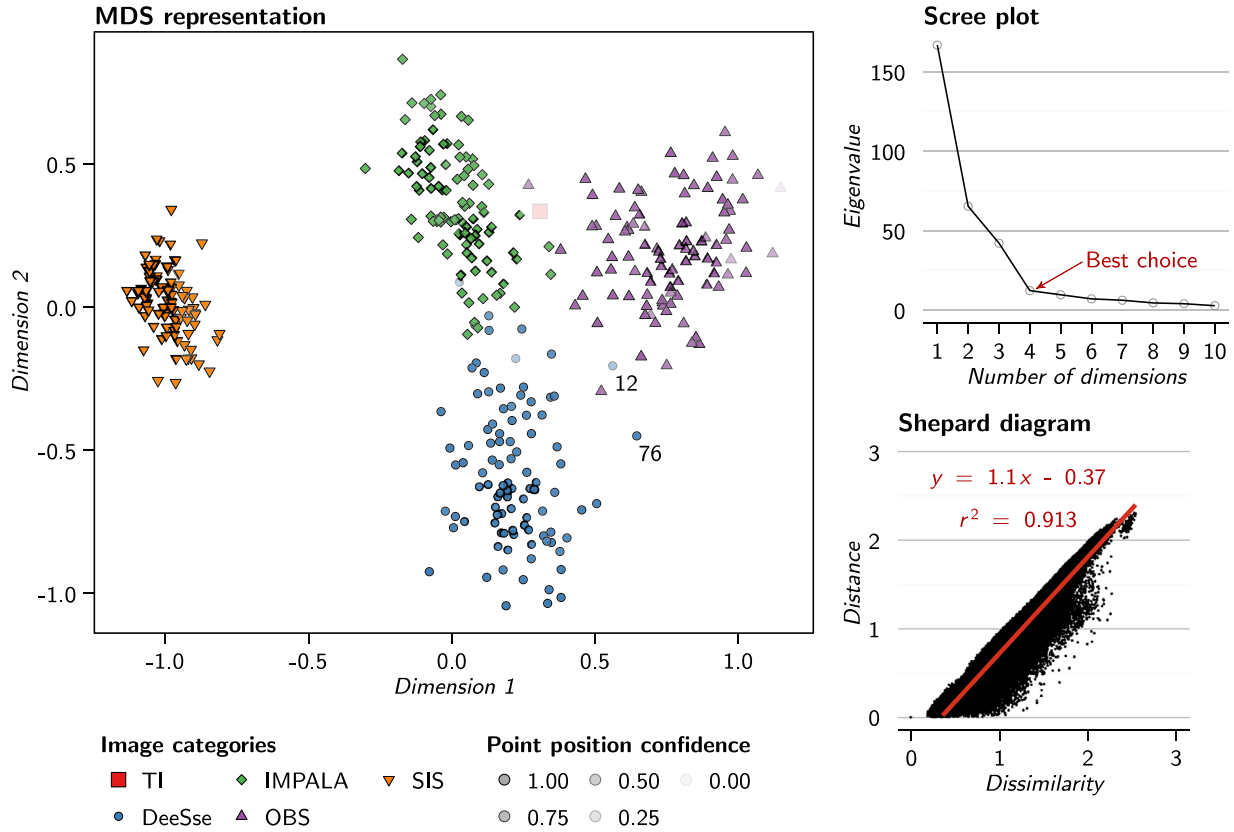 MDS representation
0.5
0.0
-0.5
-1.0
Dimension 2
12
76
-1.0 -0.5 0.0 0.5 1.0
Dimension 1
Image categories
TI IMPALA SIS
DeeSse OBS
Point position confidence
1.00 0.50 0.00
0.75 0.25
Scree plot
150
100
50
0
Eigenvalue
Best choice
1 2 3 4 5 6 7 8 9 10
Number of dimensions
Shepard diagram
3
2
1
0
Distance
y = 1.1x - 0.37
r² = 0.913
0 1 2 3
Dissimilarity